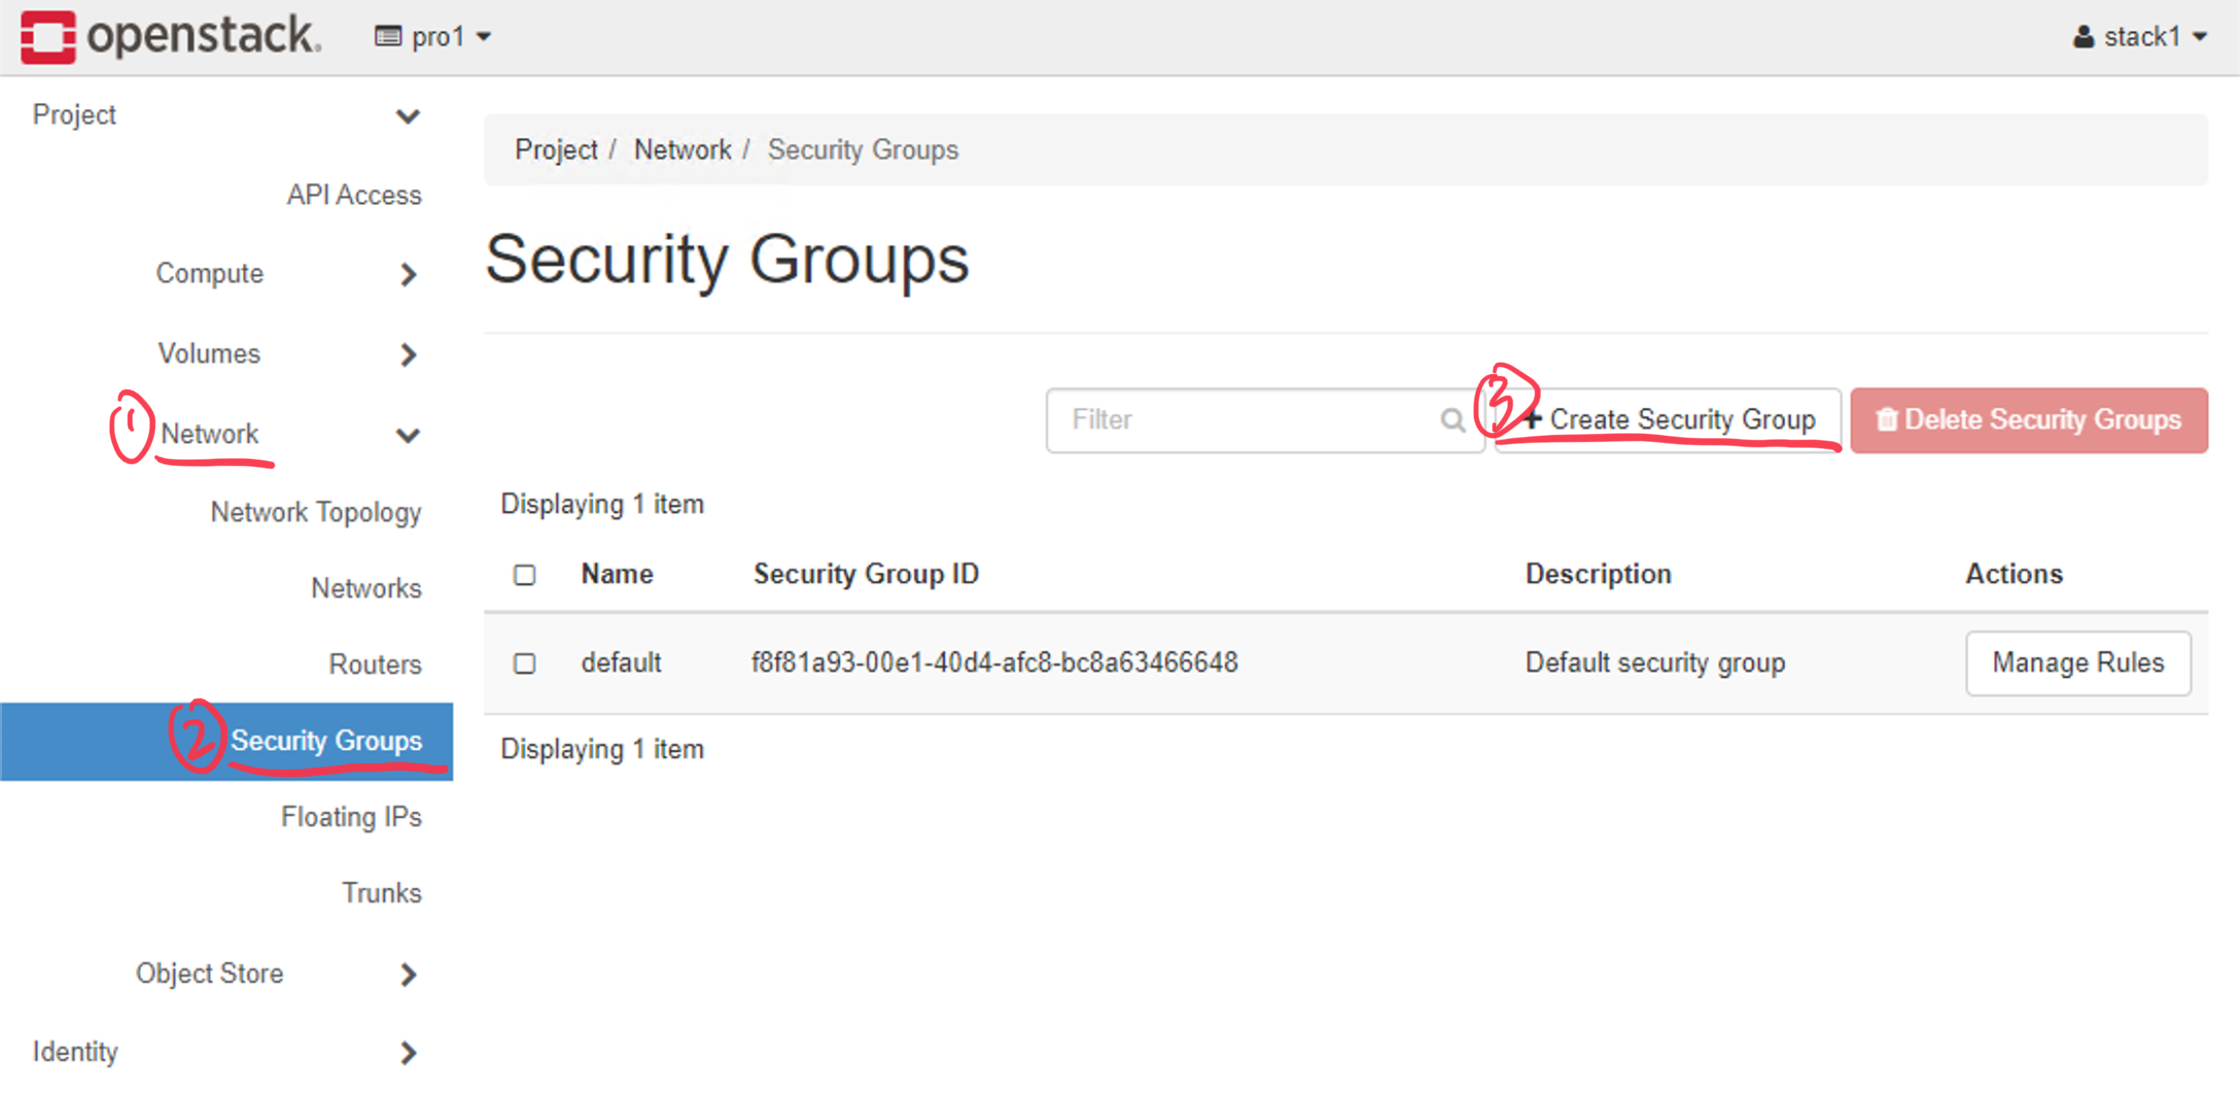 openstack.
pro1
stack1
Project
API Access
Compute
Volumes
1 Network
Network Topology
Networks
Routers
2 Security Groups
Floating IPs
Trunks
Object Store
Identity
Project / Network / Security Groups
Security Groups
Filter
3 + Create Security Group
Delete Security Groups
Displaying 1 item
Name Security Group ID Description Actions
default f8f81a93-00e1-40d4-afc8-bc8a63466648 Default security group Manage Rules
Displaying 1 item